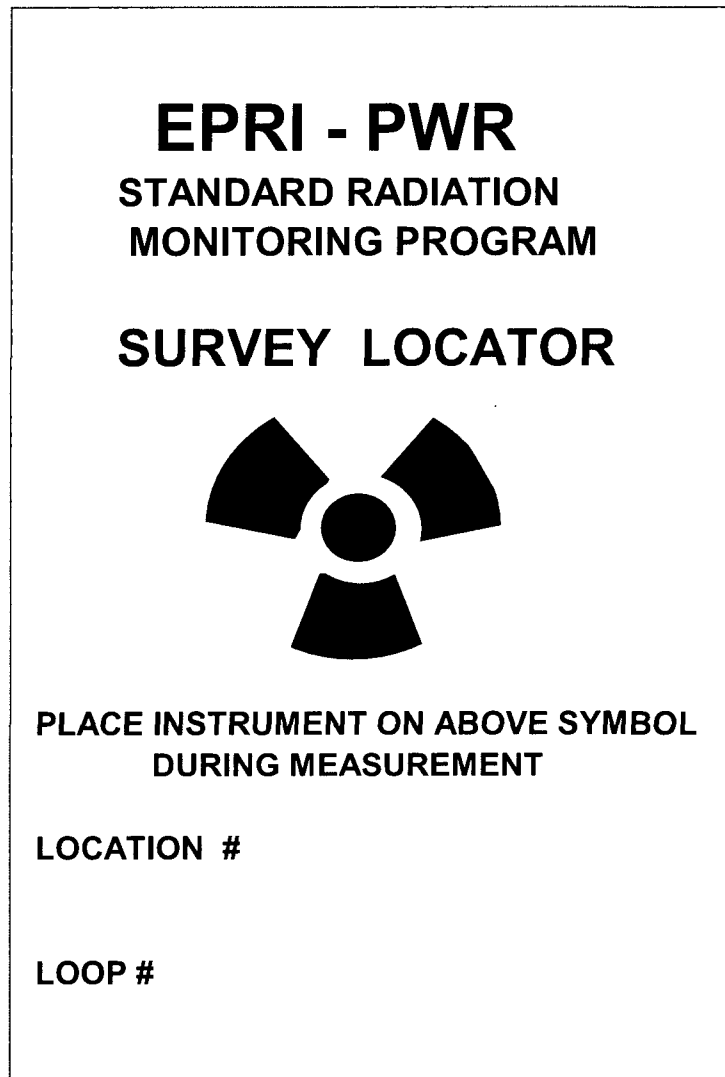 EPRI - PWR
STANDARD RADIATION
MONITORING PROGRAM
SURVEY LOCATOR
PLACE INSTRUMENT ON ABOVE SYMBOL
DURING MEASUREMENT
LOCATION #
LOOP #